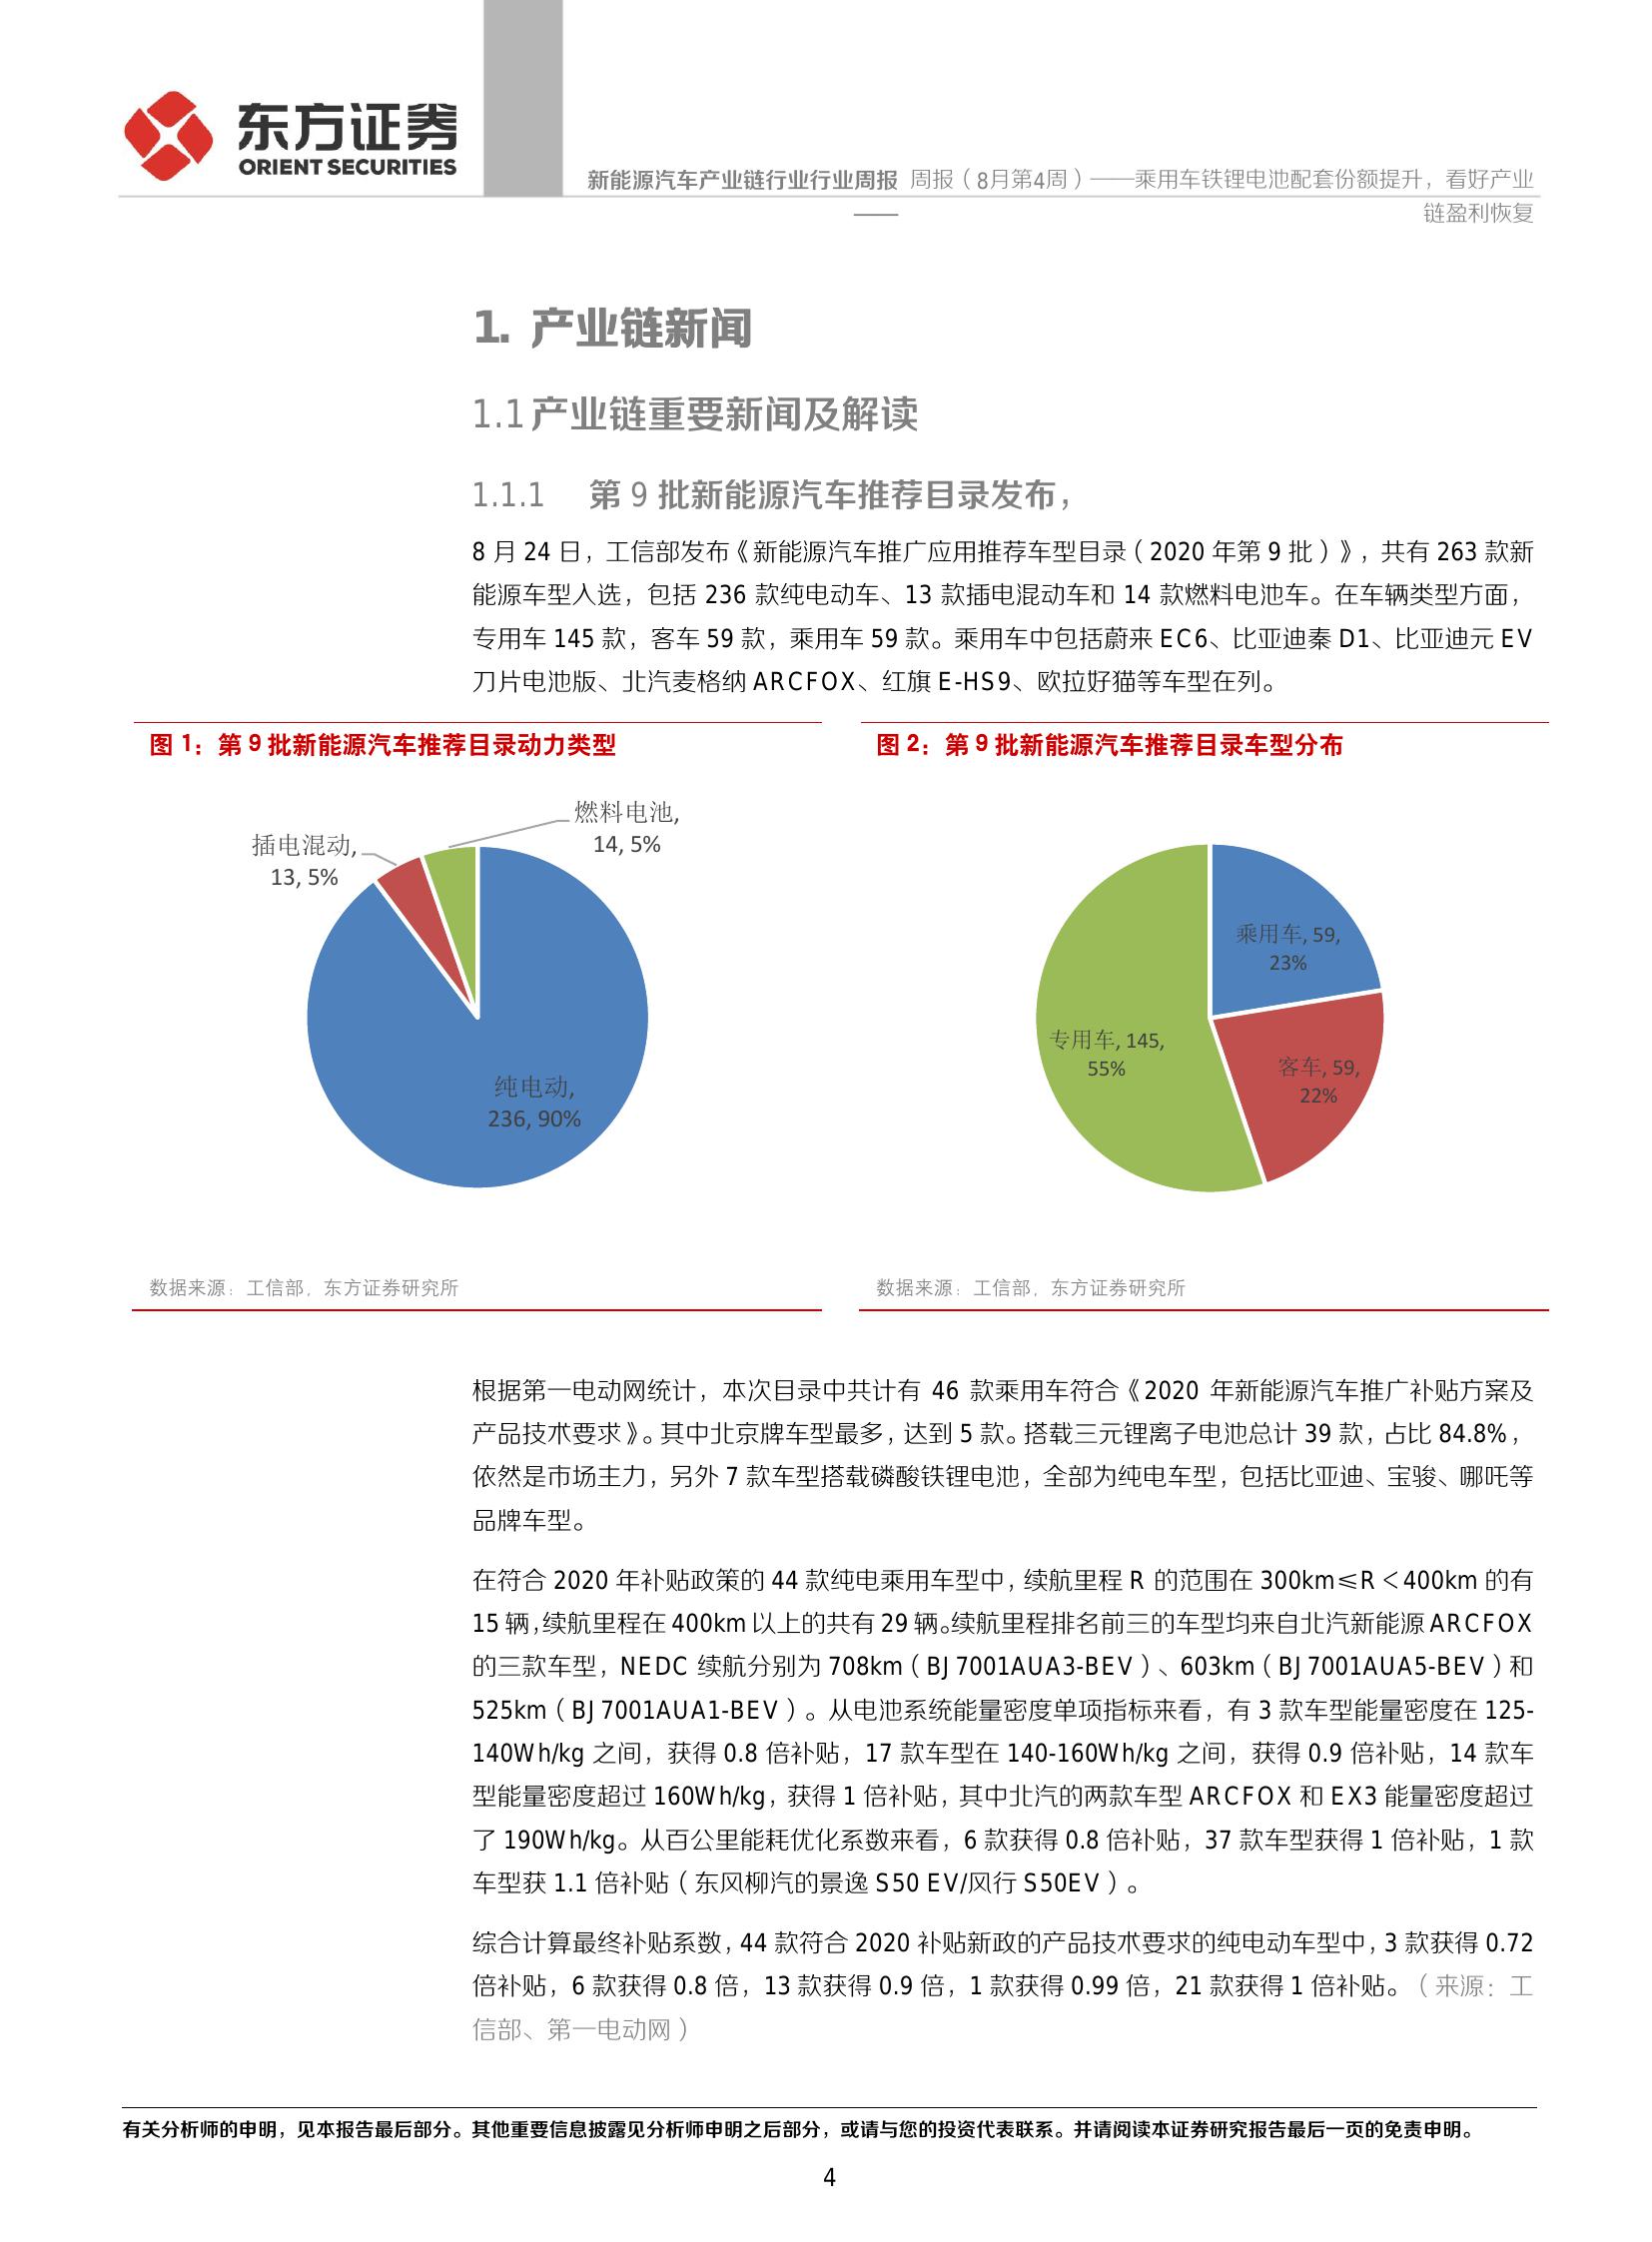 东方证券
ORIENT SECURITIES
新能源汽车产业链行业行业周报 周报（8月第4周）——乘用车铁锂电池配套份额提升，看好产业
链盈利恢复
1. 产业链新闻
1.1产业链重要新闻及解读
1.1.1 第 9 批新能源汽车推荐目录发布，
8 月 24 日，工信部发布《新能源汽车推广应用推荐车型目录（2020 年第 9 批）》，共有 263 款新
能源车型入选，包括 236 款纯电动车、13 款插电混动车和 14 款燃料电池车。在车辆类型方面，
专用车 145 款，客车 59 款，乘用车 59 款。乘用车中包括蔚来 EC6、比亚迪秦 D1、比亚迪元 EV
刀片电池版、北汽麦格纳 ARCFOX、红旗 E-HS9、欧拉好猫等车型在列。
图 1：第 9 批新能源汽车推荐目录动力类型
燃料电池,
14, 5%
插电混动,
13, 5%
纯电动,
236, 90%
数据来源：工信部，东方证券研究所
图 2：第 9 批新能源汽车推荐目录车型分布
乘用车, 59,
23%
专用车, 145,
55%
客车, 59,
22%
数据来源：工信部，东方证券研究所
根据第一电动网统计，本次目录中共计有 46 款乘用车符合《2020 年新能源汽车推广补贴方案及
产品技术要求》。其中北京牌车型最多，达到 5 款。搭载三元锂离子电池总计 39 款，占比 84.8%，
依然是市场主力，另外 7 款车型搭载磷酸铁锂电池，全部为纯电车型，包括比亚迪、宝骏、哪吒等
品牌车型。
在符合 2020 年补贴政策的 44 款纯电乘用车型中，续航里程 R 的范围在 300km≤R＜400km 的有
15 辆，续航里程在 400km 以上的共有 29 辆。续航里程排名前三的车型均来自北汽新能源 ARCFOX
的三款车型，NEDC 续航分别为 708km（BJ7001AUA3-BEV）、603km（BJ7001AUA5-BEV）和
525km（BJ7001AUA1-BEV）。从电池系统能量密度单项指标来看，有 3 款车型能量密度在 125-
140Wh/kg 之间，获得 0.8 倍补贴，17 款车型在 140-160Wh/kg 之间，获得 0.9 倍补贴，14 款车
型能量密度超过 160Wh/kg，获得 1 倍补贴，其中北汽的两款车型 ARCFOX 和 EX3 能量密度超过
了 190Wh/kg。从百公里能耗优化系数来看，6 款获得 0.8 倍补贴，37 款车型获得 1 倍补贴，1 款
车型获 1.1 倍补贴（东风柳汽的景逸 S50 EV/风行 S50EV）。
综合计算最终补贴系数，44 款符合 2020 补贴新政的产品技术要求的纯电动车型中，3 款获得 0.72
倍补贴，6 款获得 0.8 倍，13 款获得 0.9 倍，1 款获得 0.99 倍，21 款获得 1 倍补贴。（来源：工
信部、第一电动网）
有关分析师的申明，见本报告最后部分。其他重要信息披露见分析师申明之后部分，或请与您的投资代表联系。并请阅读本证券研究报告最后一页的免责申明。
4